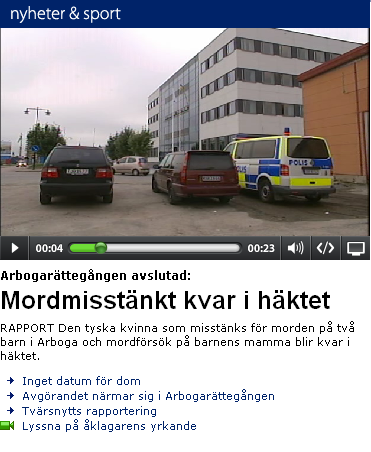 nyheter & sport
POLIS
00:04
00:23
Arbogarättegången avslutad:
Mordmisstänkt kvar i häktet
RAPPORT Den tyska kvinna som misstänks för morden på två
barn i Arboga och mordförsök på barnens mamma blir kvar i
häktet.
Inget datum för dom
Avgörandet närmar sig i Arbogarättegången
Tvärsnytts rapportering
Lyssna på åklagarens yrkande